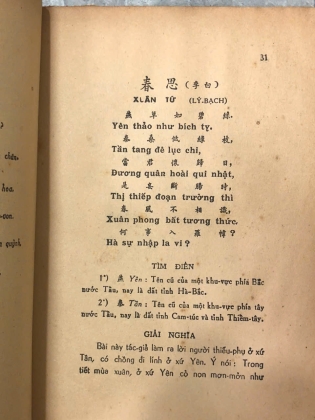 31
春思 (李白)
XUÂN TỨ (LÝ-BẠCH)
燕 草 如 碧 絲，
Yên thảo như bích ty.
秦 桑 低 綠 枝，
Tần tang đê lục chi,
當 君 懷 歸 日，
Đương quân hoài qui nhật,
是 妾 斷 腸 時，
Thị thiếp đoạn trường thì
春 風 不 相 識，
Xuân phong bất tương thức.
何 事 入 羅 幃？
Hà sự nhập la vi ?
TÌM ĐIỂN
1°) 燕 Yên : Tên cũ của một khu-vực phía Bắc
nước Tầu, nay là đất tỉnh Hà-Bắc.
2°) 秦 Tần : Tên cũ của một khu-vực phía tây
nước Tầu, nay là đất tỉnh Cam-túc và tỉnh Thiểm-tây.
GIẢI NGHĨA
Bài này tác-giả làm ra lời người thiếu-phụ ở xứ
Tần, có chồng đi lính ở xứ Yên. Ý nói : Trong
tiết mùa xuân, ở xứ Yên cỏ non mơn-mởn như
chén.
hoa.
quỳnh